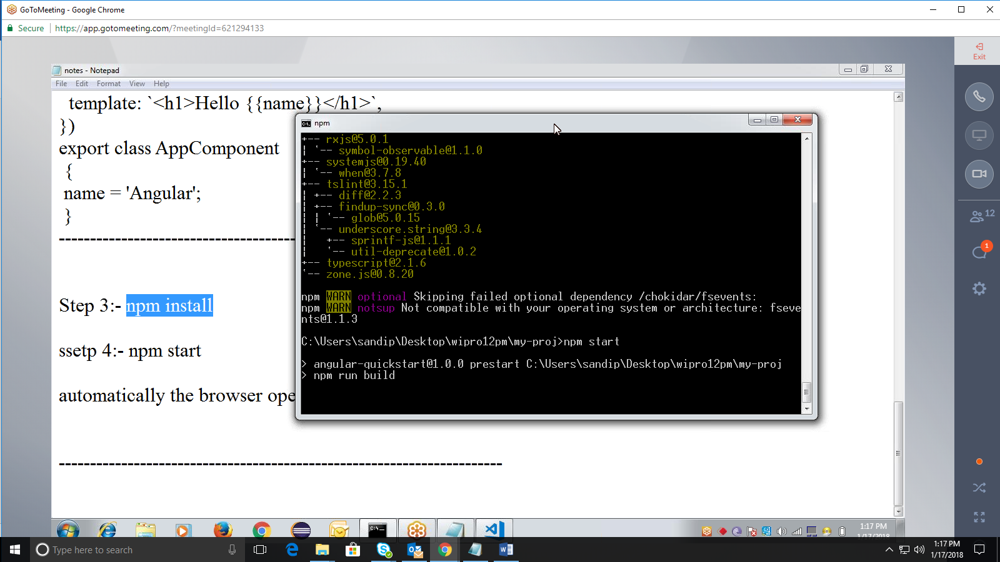 GoToMeeting - Google Chrome
Secure
https://app.gotomeeting.com/?meetingId=621294133
Exit
notes - Notepad
File Edit Format View Help
template: `<h1>Hello {{name}}</h1>`,
})
export class AppComponent
{
name = 'Angular';
}
--------------------------------------
Step 3:- npm install
ssetp 4:- npm start
automatically the browser ope
-----------------------------------------------------------------------
npm
+-- rxjs@5.0.1
| `-- symbol-observable@1.1.0
+-- systemjs@0.19.40
| `-- when@3.7.8
+-- tslint@3.15.1
| +-- diff@2.2.3
| +-- findup-sync@0.3.0
| | `-- glob@5.0.15
| `-- underscore.string@3.3.4
|   +-- sprintf-js@1.1.1
|   `-- util-deprecate@1.0.2
+-- typescript@2.1.6
`-- zone.js@0.8.20
npm WARN optional Skipping failed optional dependency /chokidar/fsevents:
npm WARN notsup Not compatible with your operating system or architecture: fseve
nts@1.1.3
C:\Users\sandip\Desktop\wipro12pm\my-proj>npm start
> angular-quickstart@1.0.0 prestart C:\Users\sandip\Desktop\wipro12pm\my-proj
> npm run build
12
1
1:17 PM
1/17/2018
Type here to search
1:17 PM
1/17/2018